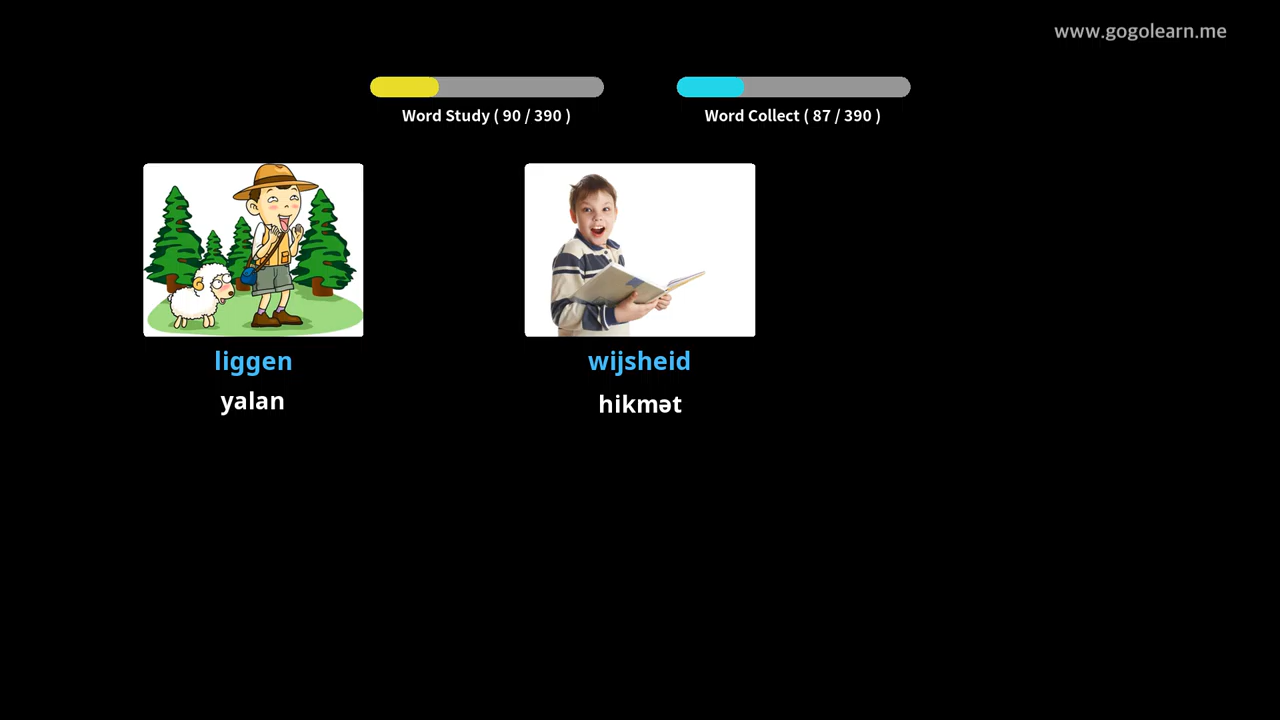 www.gogolearn.me
Word Study ( 90 / 390 )
Word Collect ( 87 / 390 )
liggen
yalan
wijsheid
hikmət